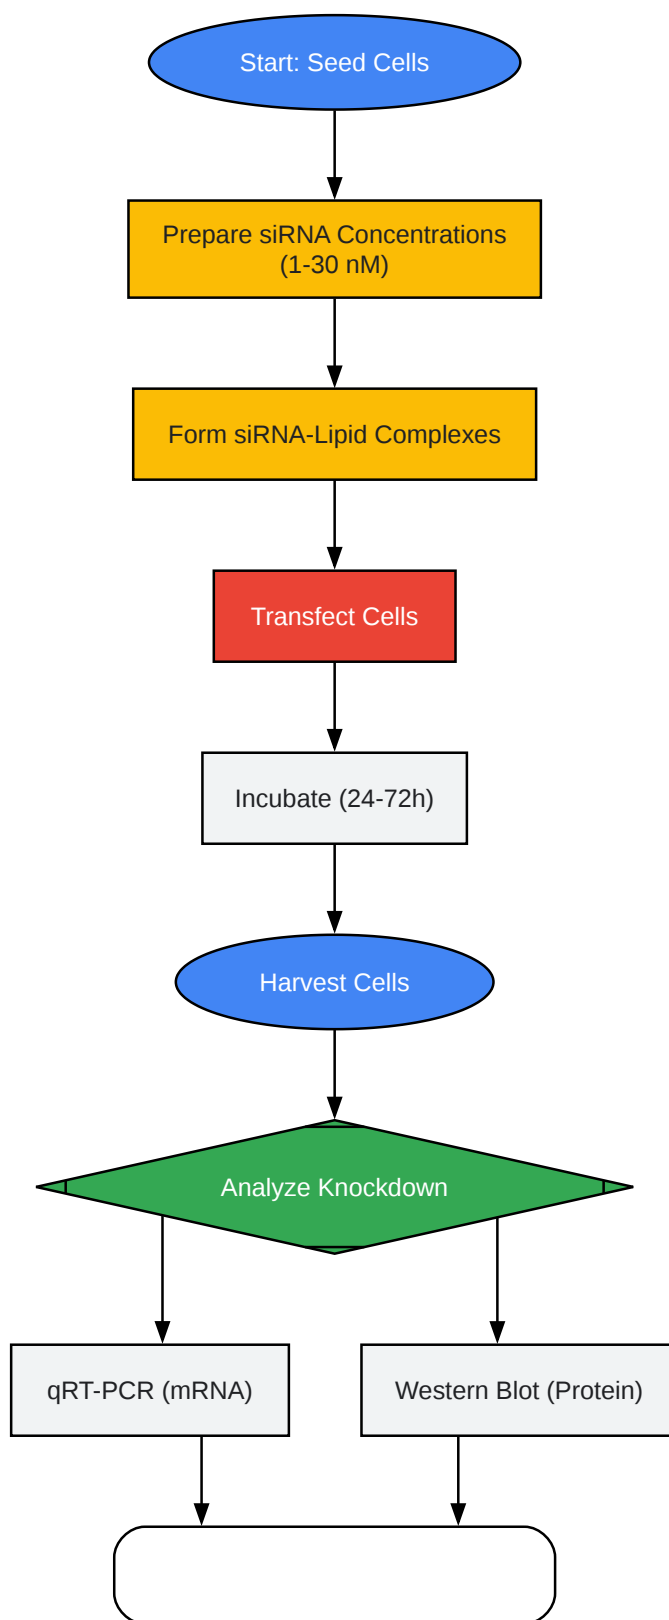 Start: Seed Cells
Prepare siRNA Concentrations
(1-30 nM)
Form siRNA-Lipid Complexes
Transfect Cells
Incubate (24-72h)
Harvest Cells
Analyze Knockdown
qRT-PCR (mRNA)
Western Blot (Protein)